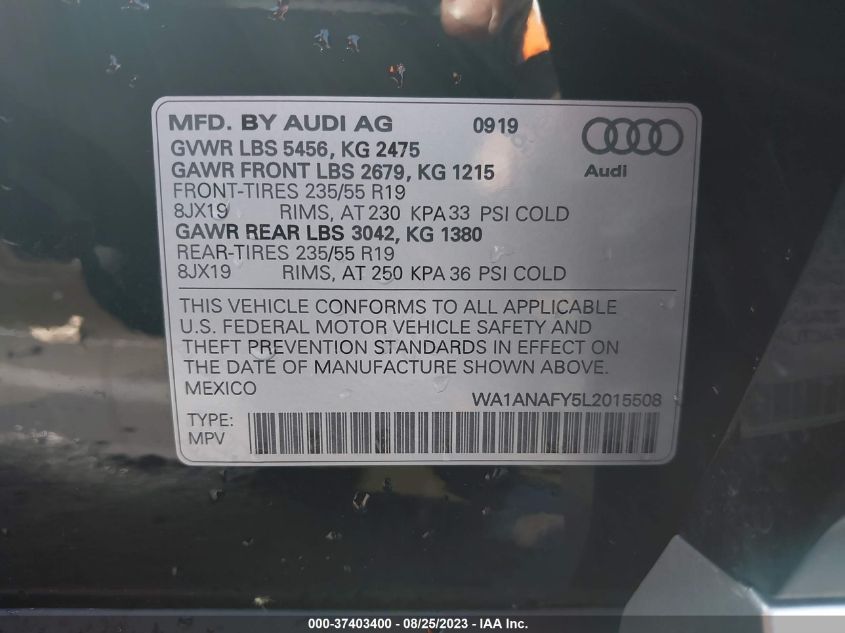 MFD. BY AUDI AG 0919
GVWR LBS 5456, KG 2475
GAWR FRONT LBS 2679, KG 1215
Audi
FRONT-TIRES 235/55 R19
8JX19 RIMS, AT 230 KPA 33 PSI COLD
GAWR REAR LBS 3042, KG 1380
REAR-TIRES 235/55 R19
8JX19 RIMS, AT 250 KPA 36 PSI COLD
THIS VEHICLE CONFORMS TO ALL APPLICABLE
U.S. FEDERAL MOTOR VEHICLE SAFETY AND
THEFT PREVENTION STANDARDS IN EFFECT ON
THE DATE OF MANUFACTURE SHOWN ABOVE.
MEXICO WA1ANAFY5L2015508
TYPE:
MPV
000-37403400 - 08/25/2023 - IAA Inc.